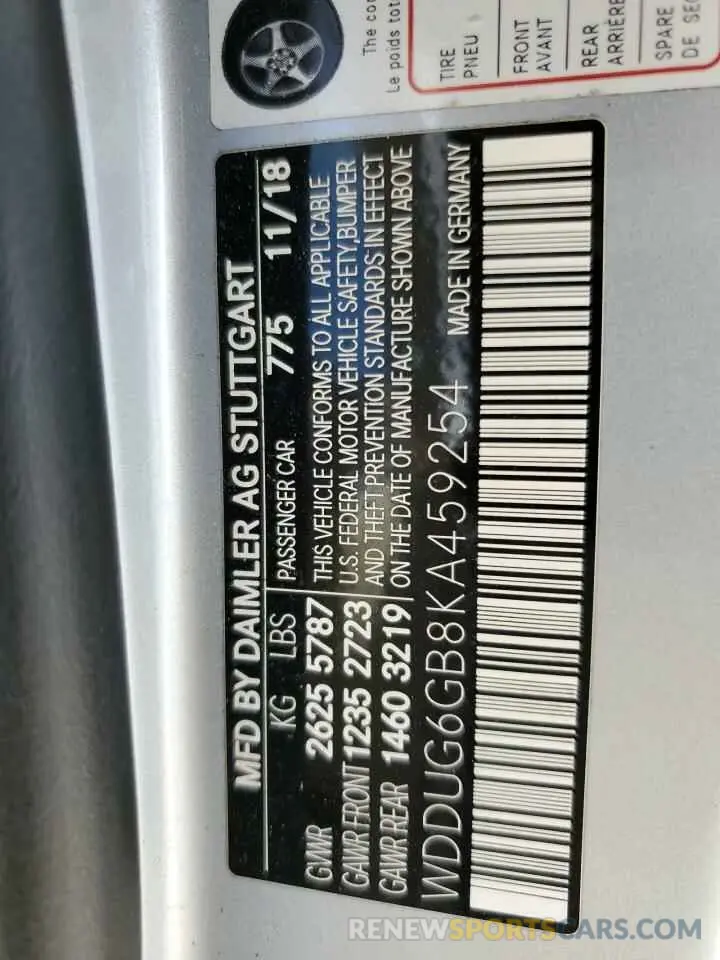 The co
Le poids tot
TIRE
PNEU
FRONT
AVANT
REAR
ARRIÈRE
SPARE
DE SEC
MFD BY DAIMLER AG STUTTGART
KG LBS PASSENGER CAR 775 11/18
GVWR 2625 5787 THIS VEHICLE CONFORMS TO ALL APPLICABLE
GAWR FRONT 1235 2723 U.S. FEDERAL MOTOR VEHICLE SAFETY,BUMPER
GAWR REAR 1460 3219 AND THEFT PREVENTION STANDARDS IN EFFECT
ON THE DATE OF MANUFACTURE SHOWN ABOVE
WDDUG6GB8KA459254 MADE IN GERMANY
RENEWSPORTSCARS.COM